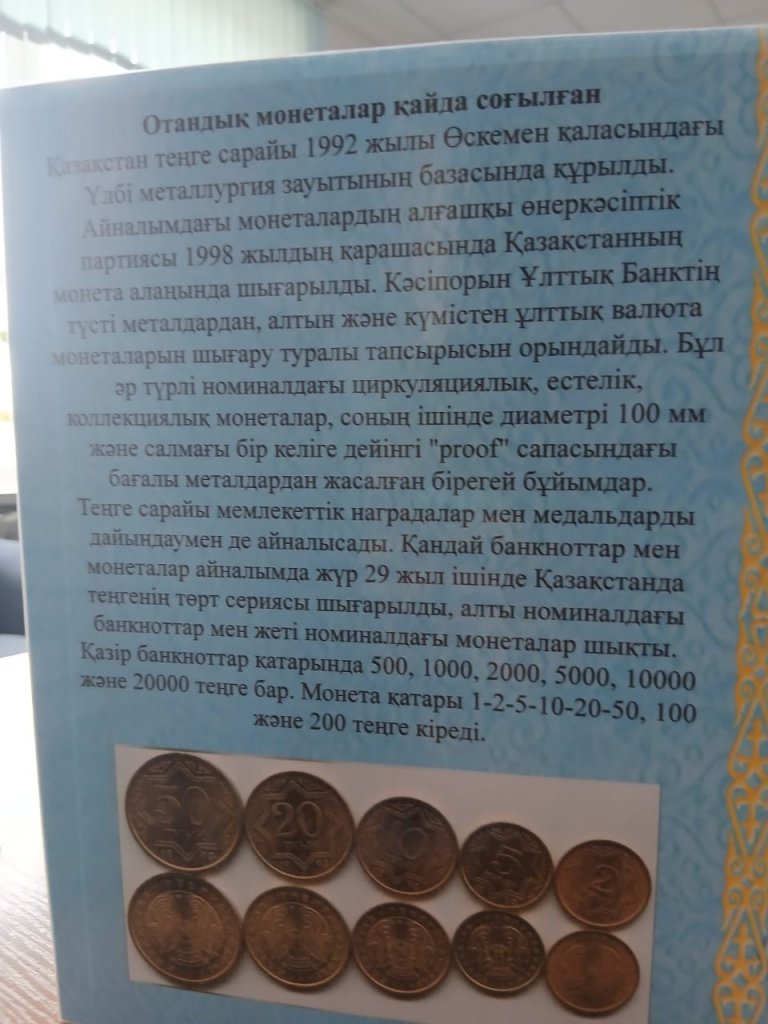 Отандық монеталар қайда соғылған
Қазақстан теңге сарайы 1992 жылы Өскемен қаласындағы
Үлбі металлургия зауытының базасында құрылды.
Айналымдағы монеталардың алғашқы өнеркәсіптік
партиясы 1998 жылдың қарашасында Қазақстанның
монета алаңында шығарылды. Кәсіпорын Ұлттық Банктің
түсті металдардан, алтын және күмістен ұлттық валюта
монеталарын шығару туралы тапсырысын орындайды. Бұл
әр түрлі номиналдағы циркуляциялық, естелік,
коллекциялық монеталар, соның ішінде диаметрі 100 мм
және салмағы бір келіге дейінгі "proof" сапасындағы
бағалы металдардан жасалған бірегей бұйымдар.
Теңге сарайы мемлекеттік наградалар мен медальдарды
дайындаумен де айналысады. Қандай банкноттар мен
монеталар айналымда жүр 29 жыл ішінде Қазақстанда
теңгенің төрт сериясы шығарылды, алты номиналдағы
банкноттар мен жеті номиналдағы монеталар шықты.
Қазір банкноттар қатарында 500, 1000, 2000, 5000, 10000
және 20000 теңге бар. Монета қатары 1-2-5-10-20-50, 100
және 200 теңге кіреді.
50 20 5 2